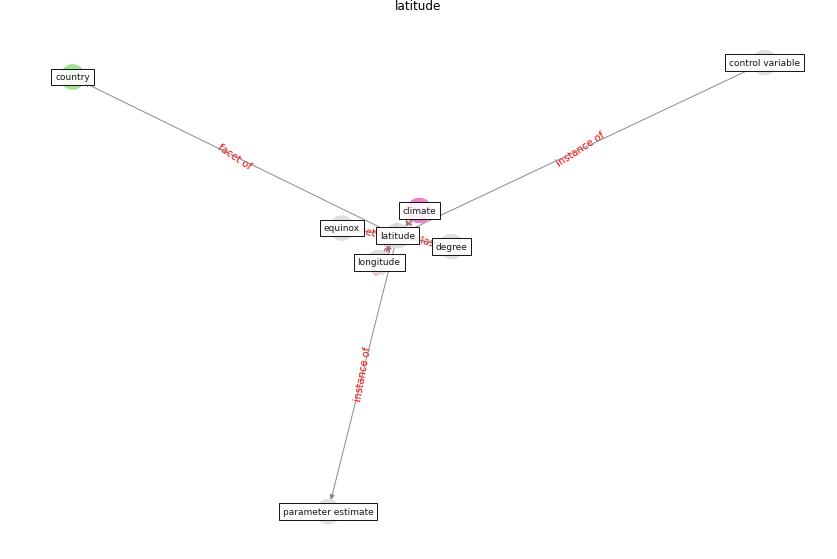 latitude
control variable
country
instance of
facet of
climate
equinox
latitude
degree
longitude
instance of
parameter estimate